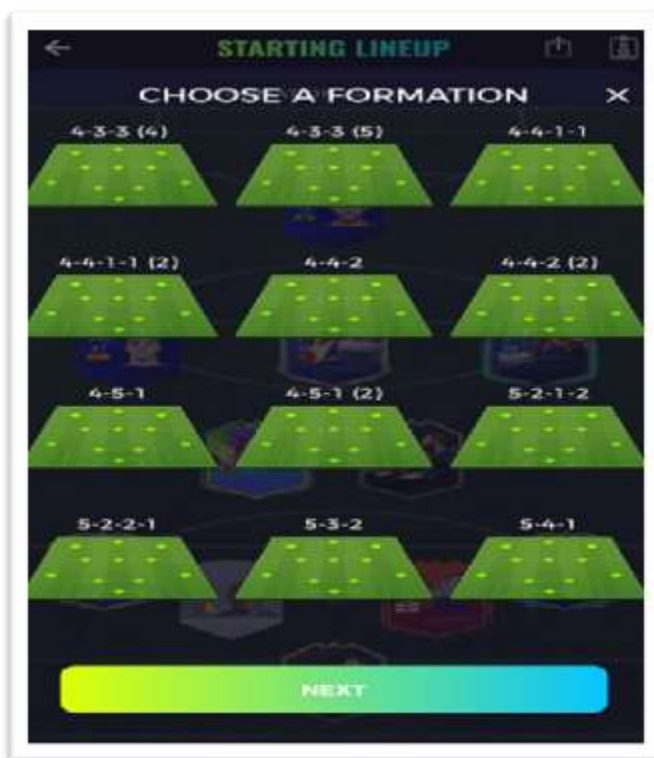 STARTING LINEUP
CHOOSE A FORMATION
4-3-3 (4) 4-3-3 (5) 4-4-1-1
4-4-1-1 (2) 4-4-2 4-4-2 (2)
4-5-1 4-5-1 (2) 5-2-1-2
5-2-2-1 5-3-2 5-4-1
NEXT